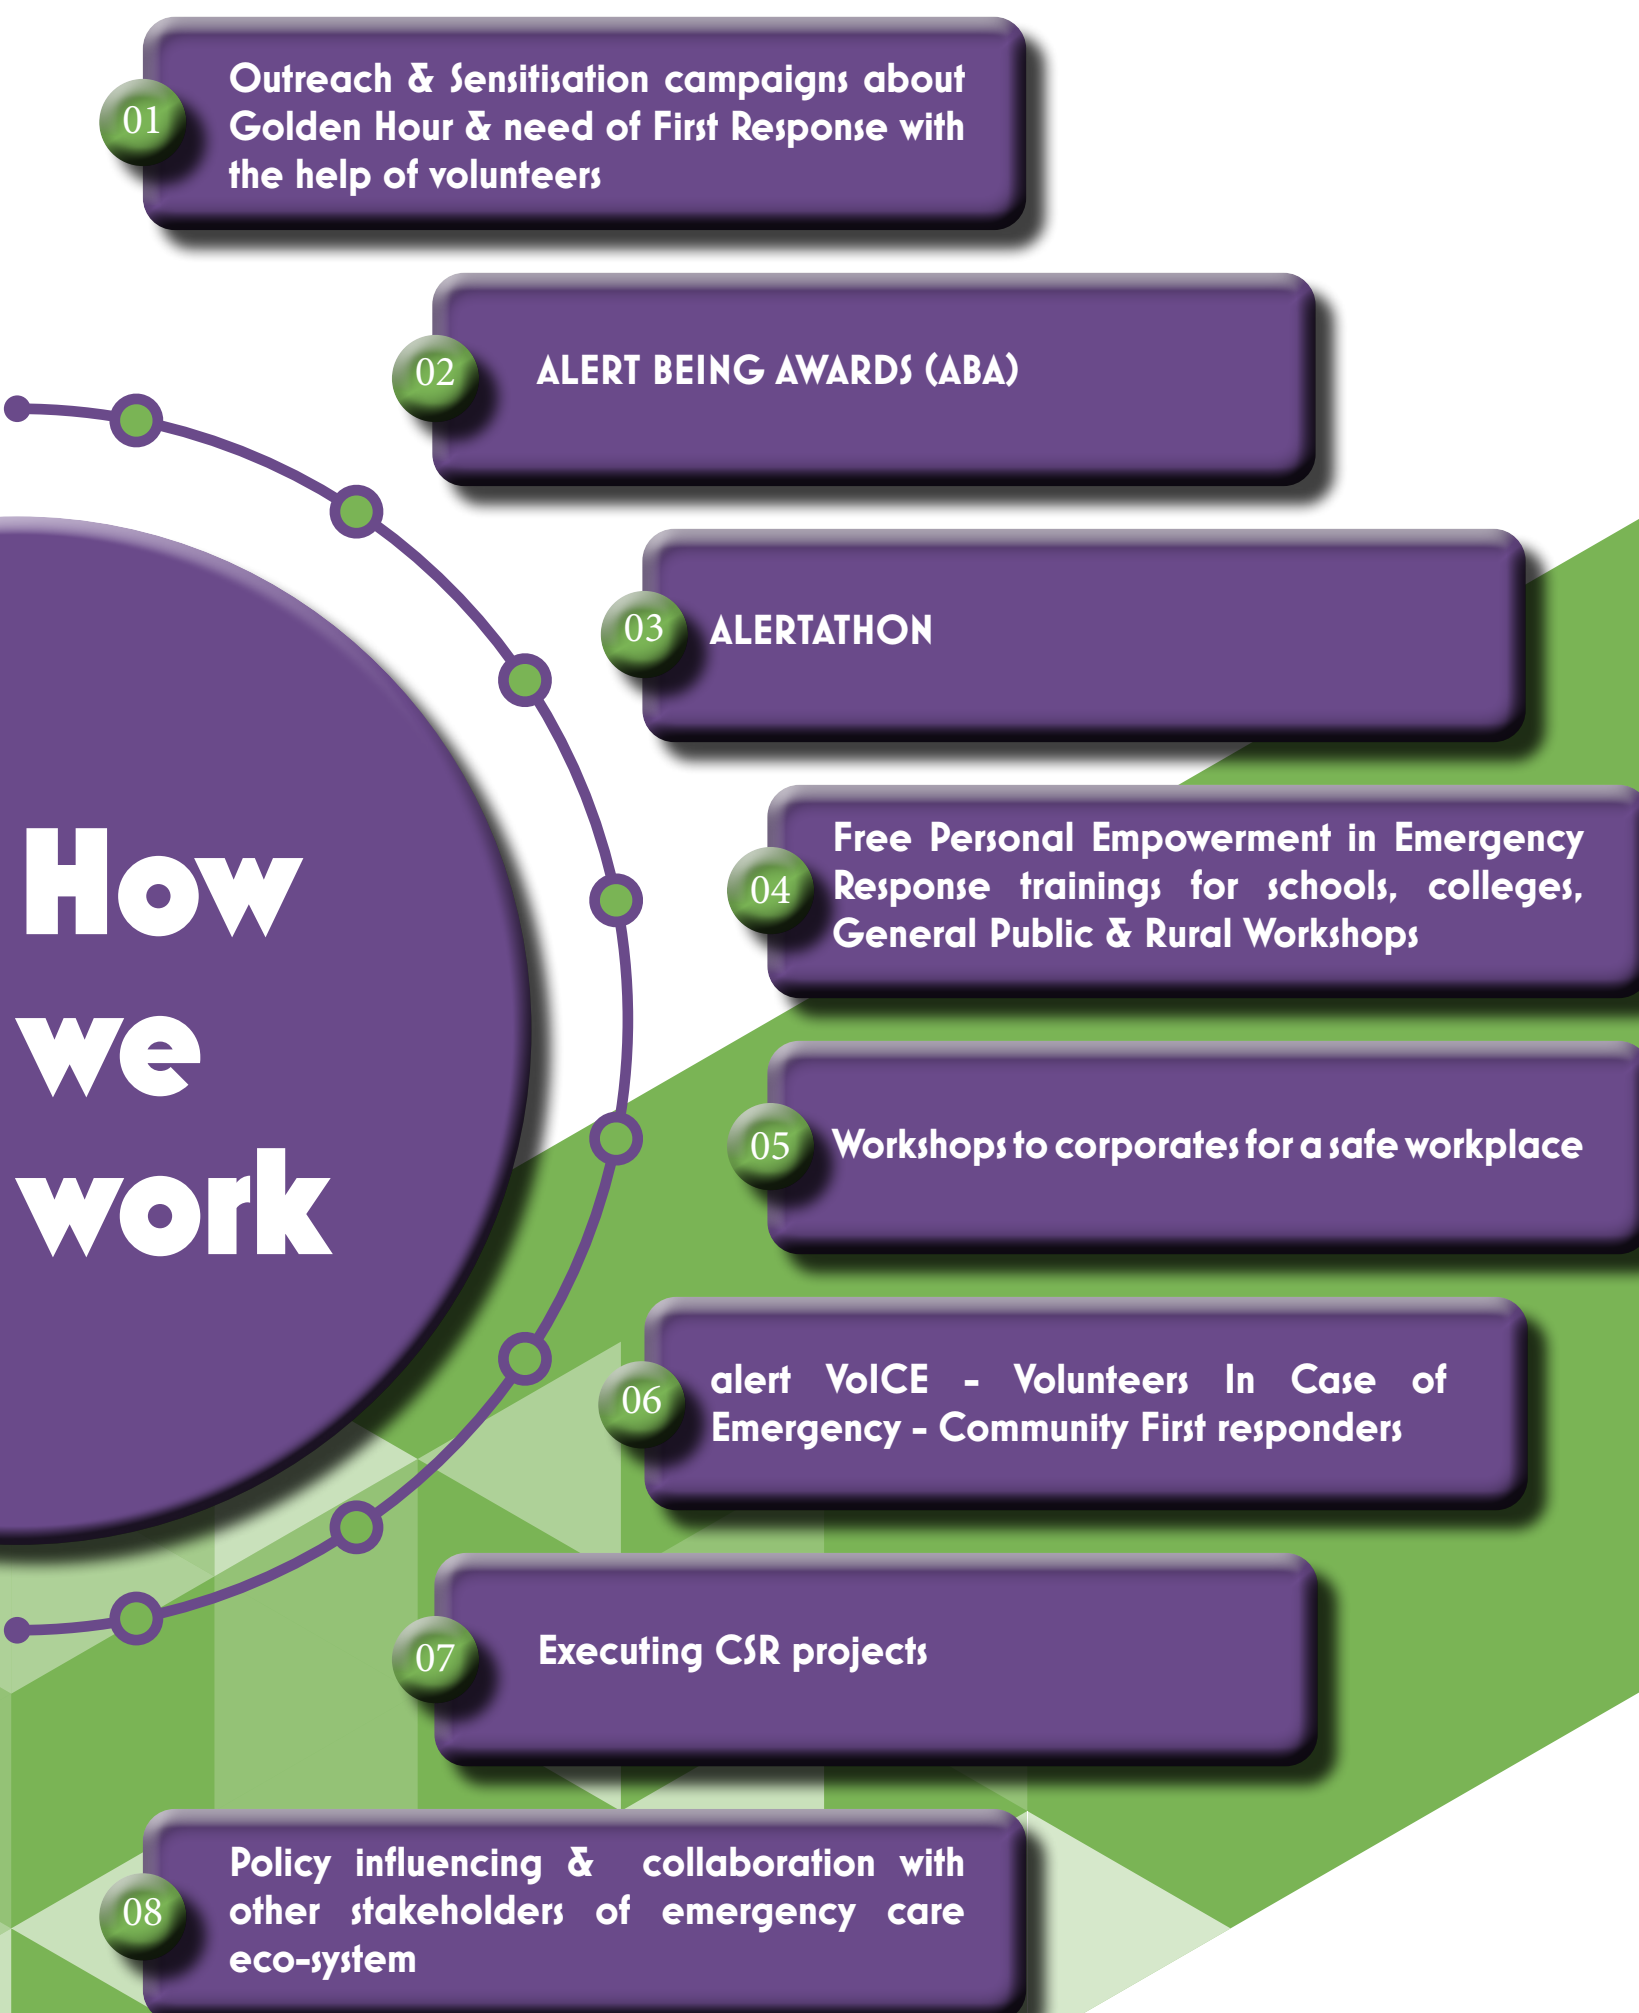 01
Outreach & Sensitisation campaigns about
Golden Hour & need of First Response with
the help of volunteers
02
ALERT BEING AWARDS (ABA)
03
ALERTATHON
04
Free Personal Empowerment in Emergency
Response trainings for schools, colleges,
General Public & Rural Workshops
How
we
work
05
Workshops to corporates for a safe workplace
06
alert VoICE - Volunteers In Case of
Emergency - Community First responders
07
Executing CSR projects
08
Policy influencing & collaboration with
other stakeholders of emergency care
eco-system